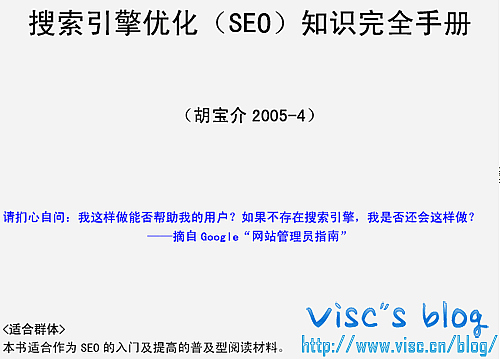 搜索引擎优化（SEO）知识完全手册
（胡宝介 2005-4）
请扪心自问：我这样做能否帮助我的用户？如果不存在搜索引擎，我是否还会这样做？
——摘自 Google“网站管理员指南”
<适合群体>
本书适合作为 SEO 的入门及提高的普及型阅读材料。
visc"s blog
http://www.visc.cn/blog/